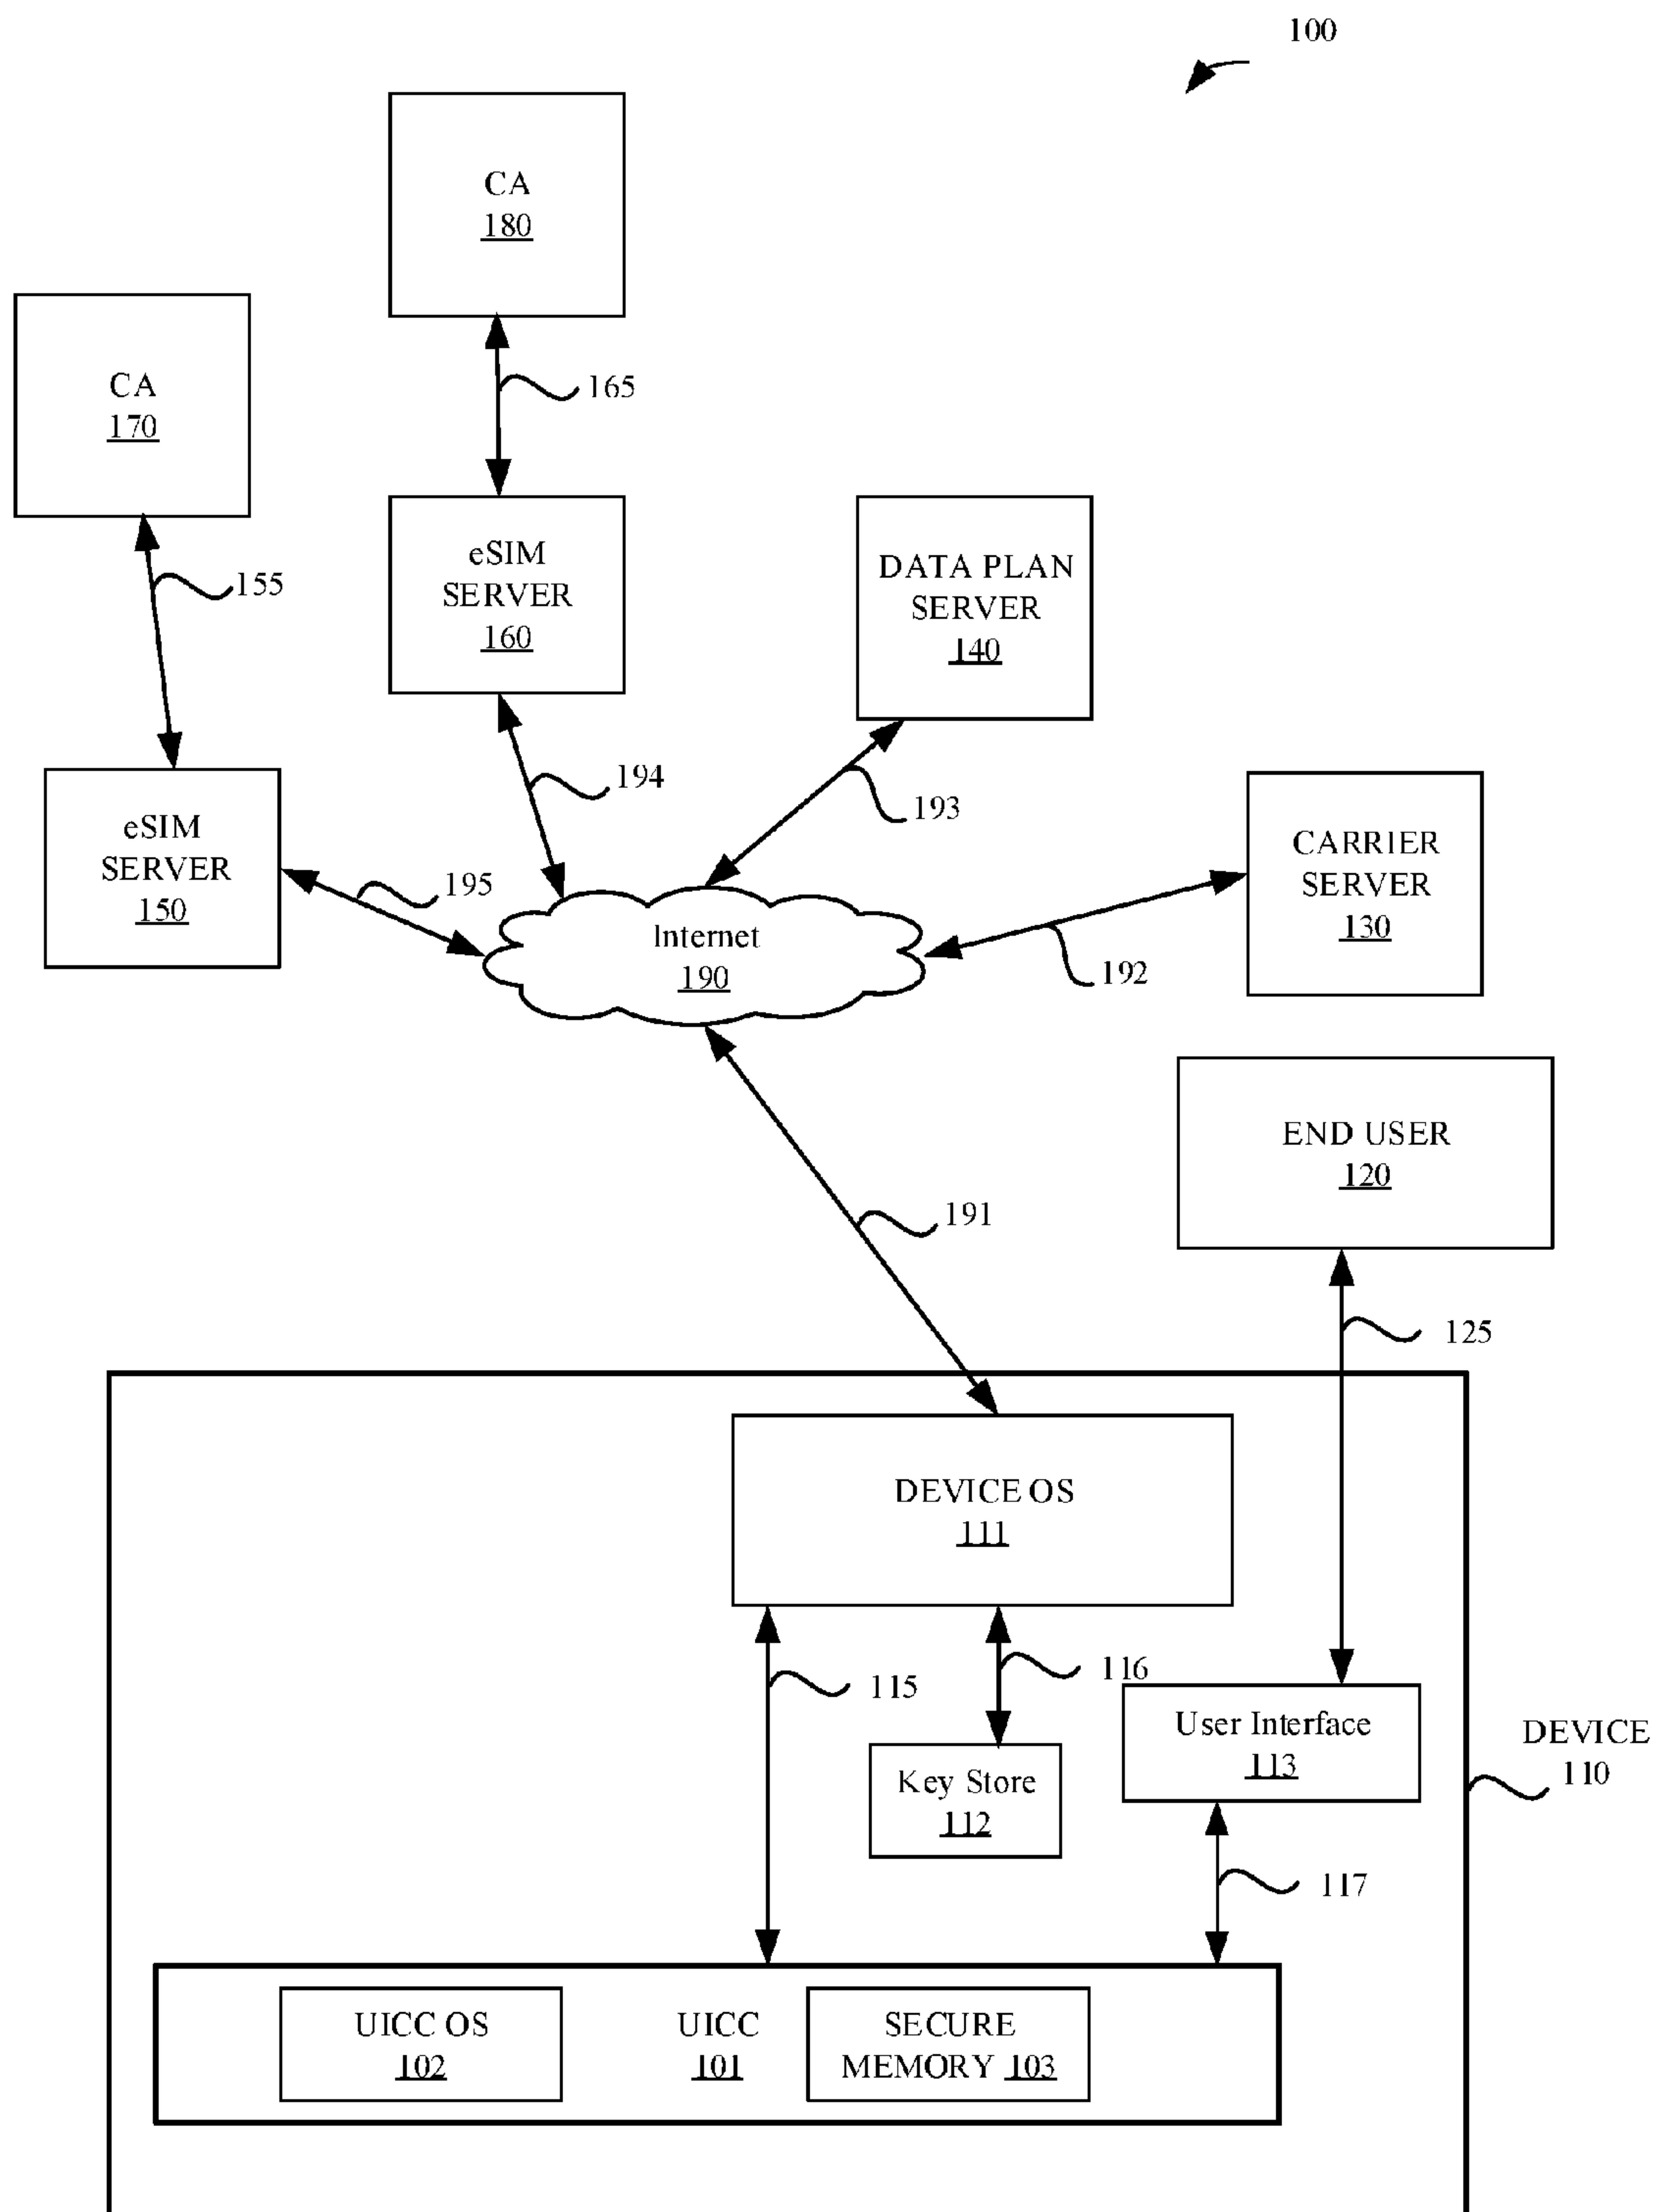 100
CA
180
CA
170
165
155
eSIM
SERVER
160
DATA PLAN
SERVER
140
194
193
eSIM
SERVER
150
195
CARRIER
SERVER
130
Internet
190
192
END USER
120
191
125
DEVICE OS
111
115
116
User Interface
113
DEVICE
110
Key Store
112
117
UICC OS
102
UICC
101
SECURE
MEMORY 103